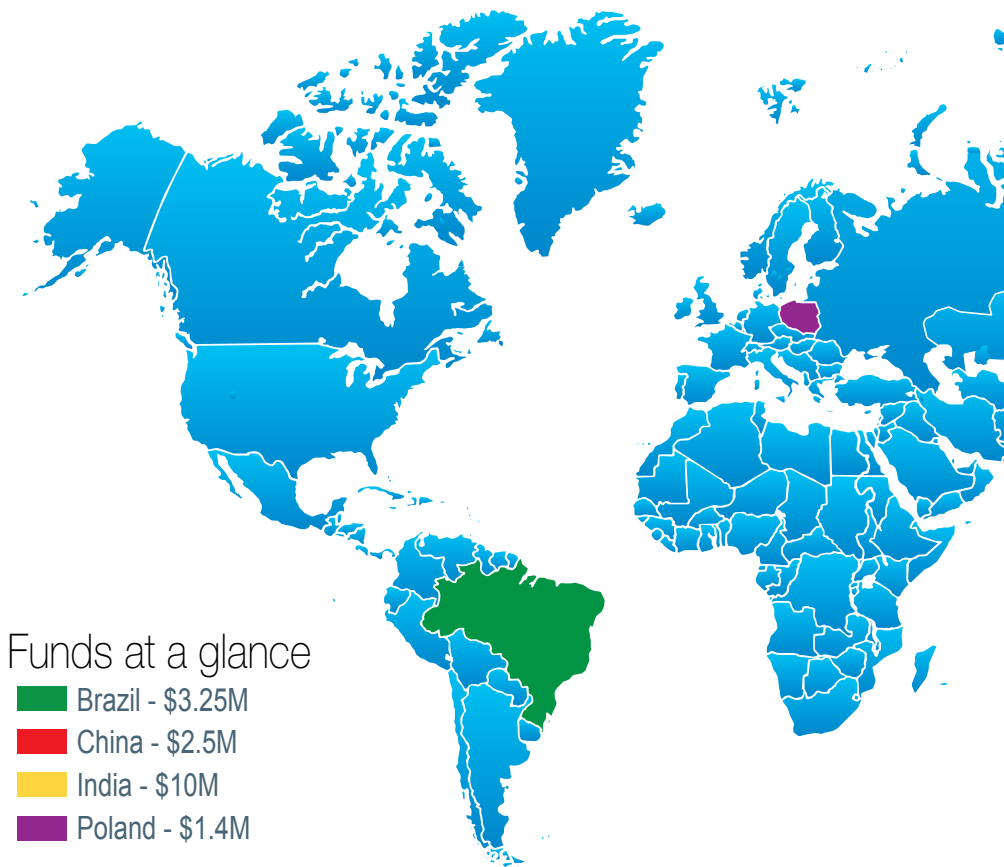 Funds at a glance
Brazil - $3.25M
China - $2.5M
India - $10M
Poland - $1.4M